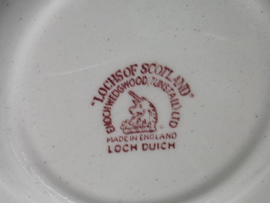 "LOCHS OF SCOTLAND"
ENOCH WEDGWOOD (TUNSTALL) LTD
MADE IN ENGLAND
LOCH DUICH